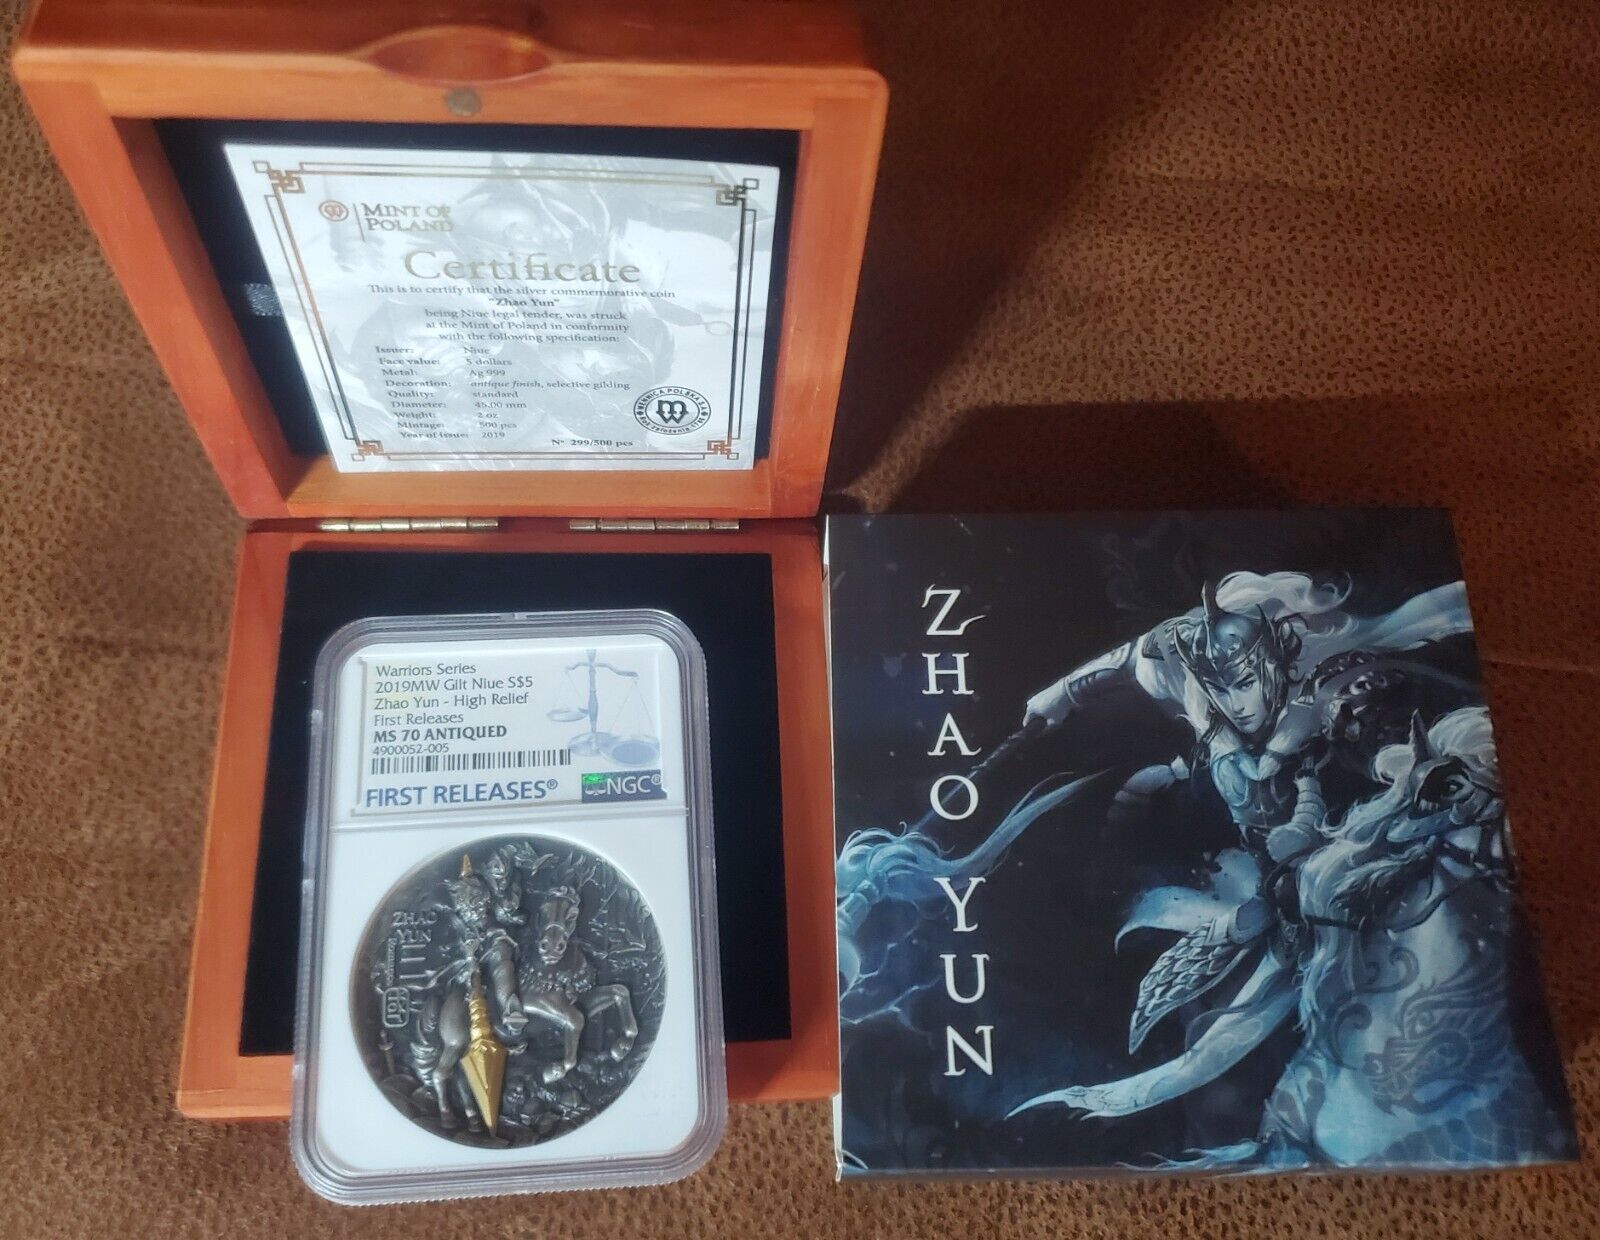 MINT OF
POLAND
Certificate
This is to certify that the silver commemorative coin
"Zhao Yun"
being Niue legal tender, was struck
at the Mint of Poland in conformity
with the following specification:
Issuer: Niue
Face value: 5 dollars
Metal: Ag 999
Decoration: antique finish, selective gilding
Quality: standard
Diameter: 45.00 mm
Weight: 2 oz
Mintage: 500 pcs
Year of issue: 2019
Nº 299/500 pcs
MENNICA POLSKA S.A.
Warriors Series
2019MW Gilt Niue S$5
Zhao Yun - High Relief
First Releases
MS 70 ANTIQUED
4900052-005
FIRST RELEASES®
NGC®
ZHAO
YUN
ZHAO YUN